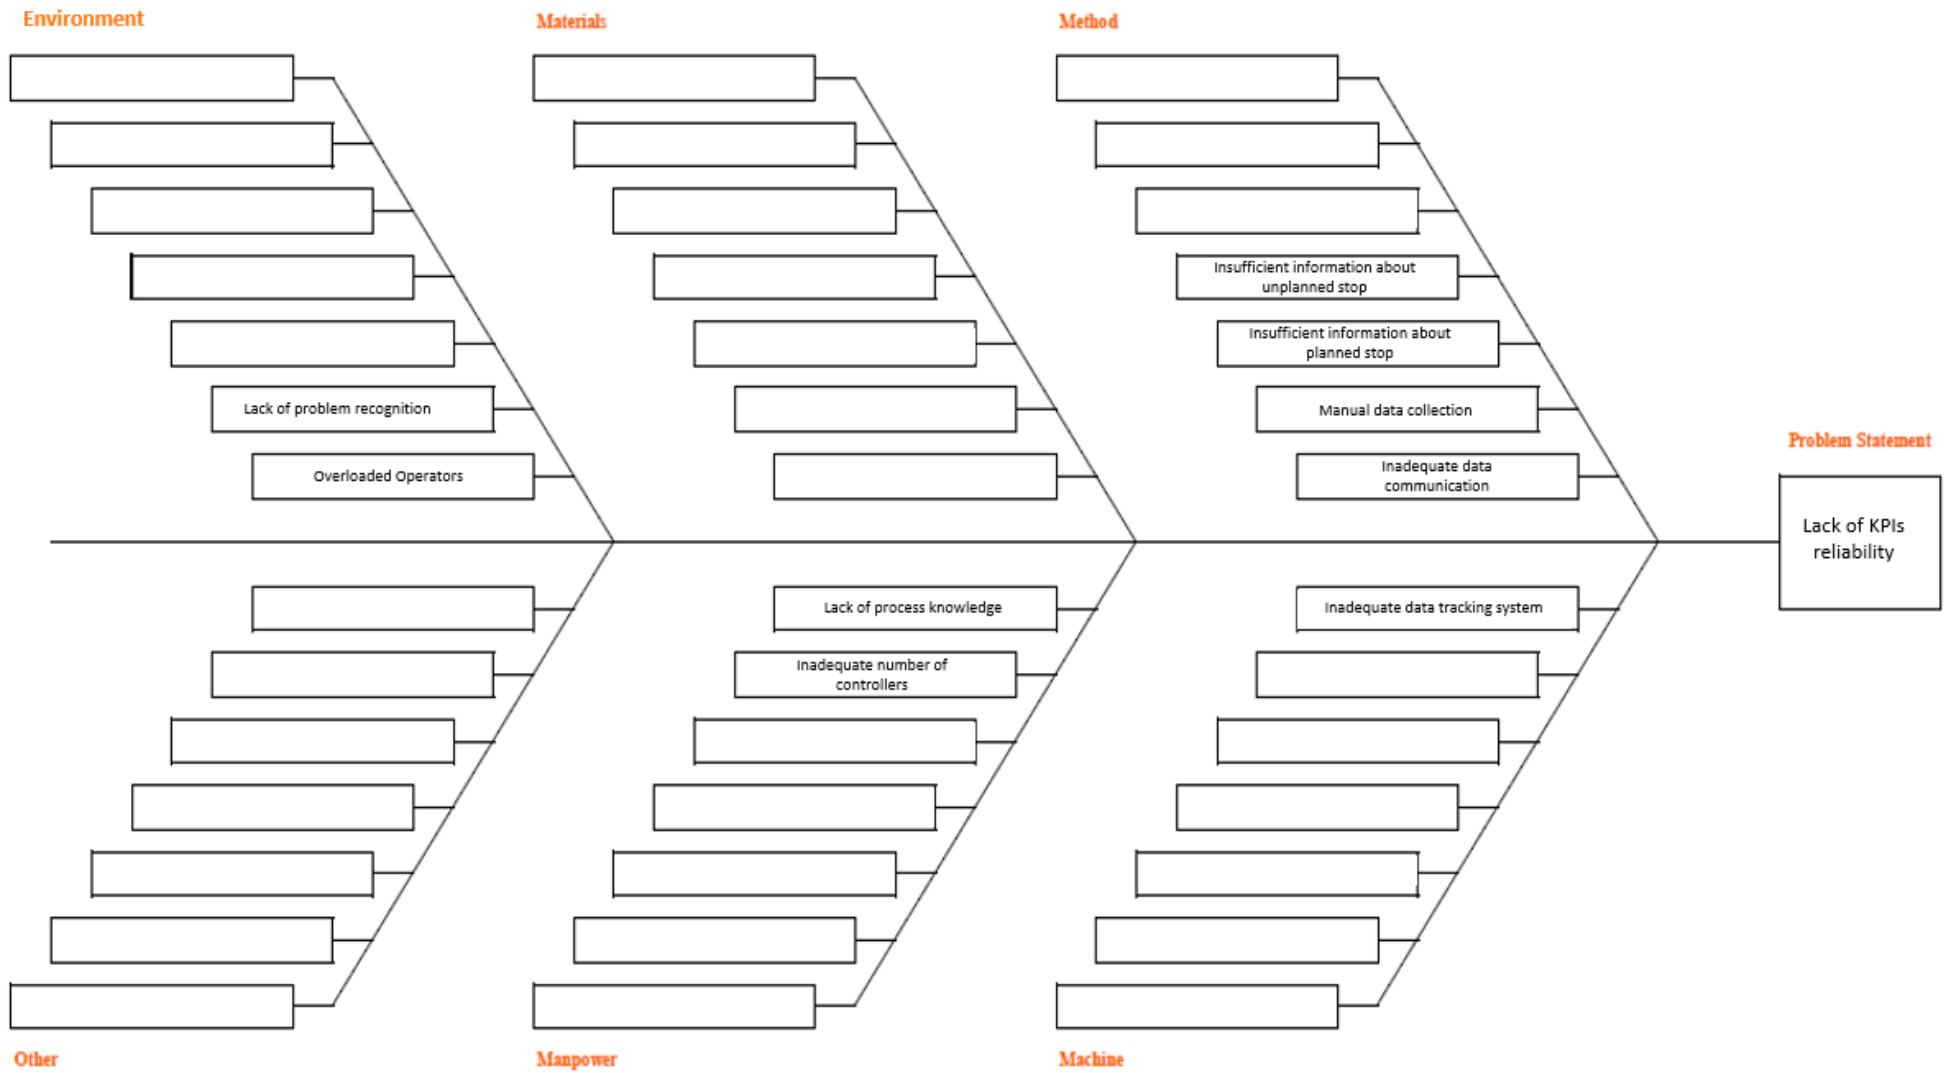 Environment
Materials
Method
Insufficient information about
unplanned stop
Insufficient information about
planned stop
Lack of problem recognition
Manual data collection
Problem Statement
Overloaded Operators
Inadequate data
communication
Lack of KPIs
reliability
Lack of process knowledge
Inadequate data tracking system
Inadequate number of
controllers
Other
Manpower
Machine